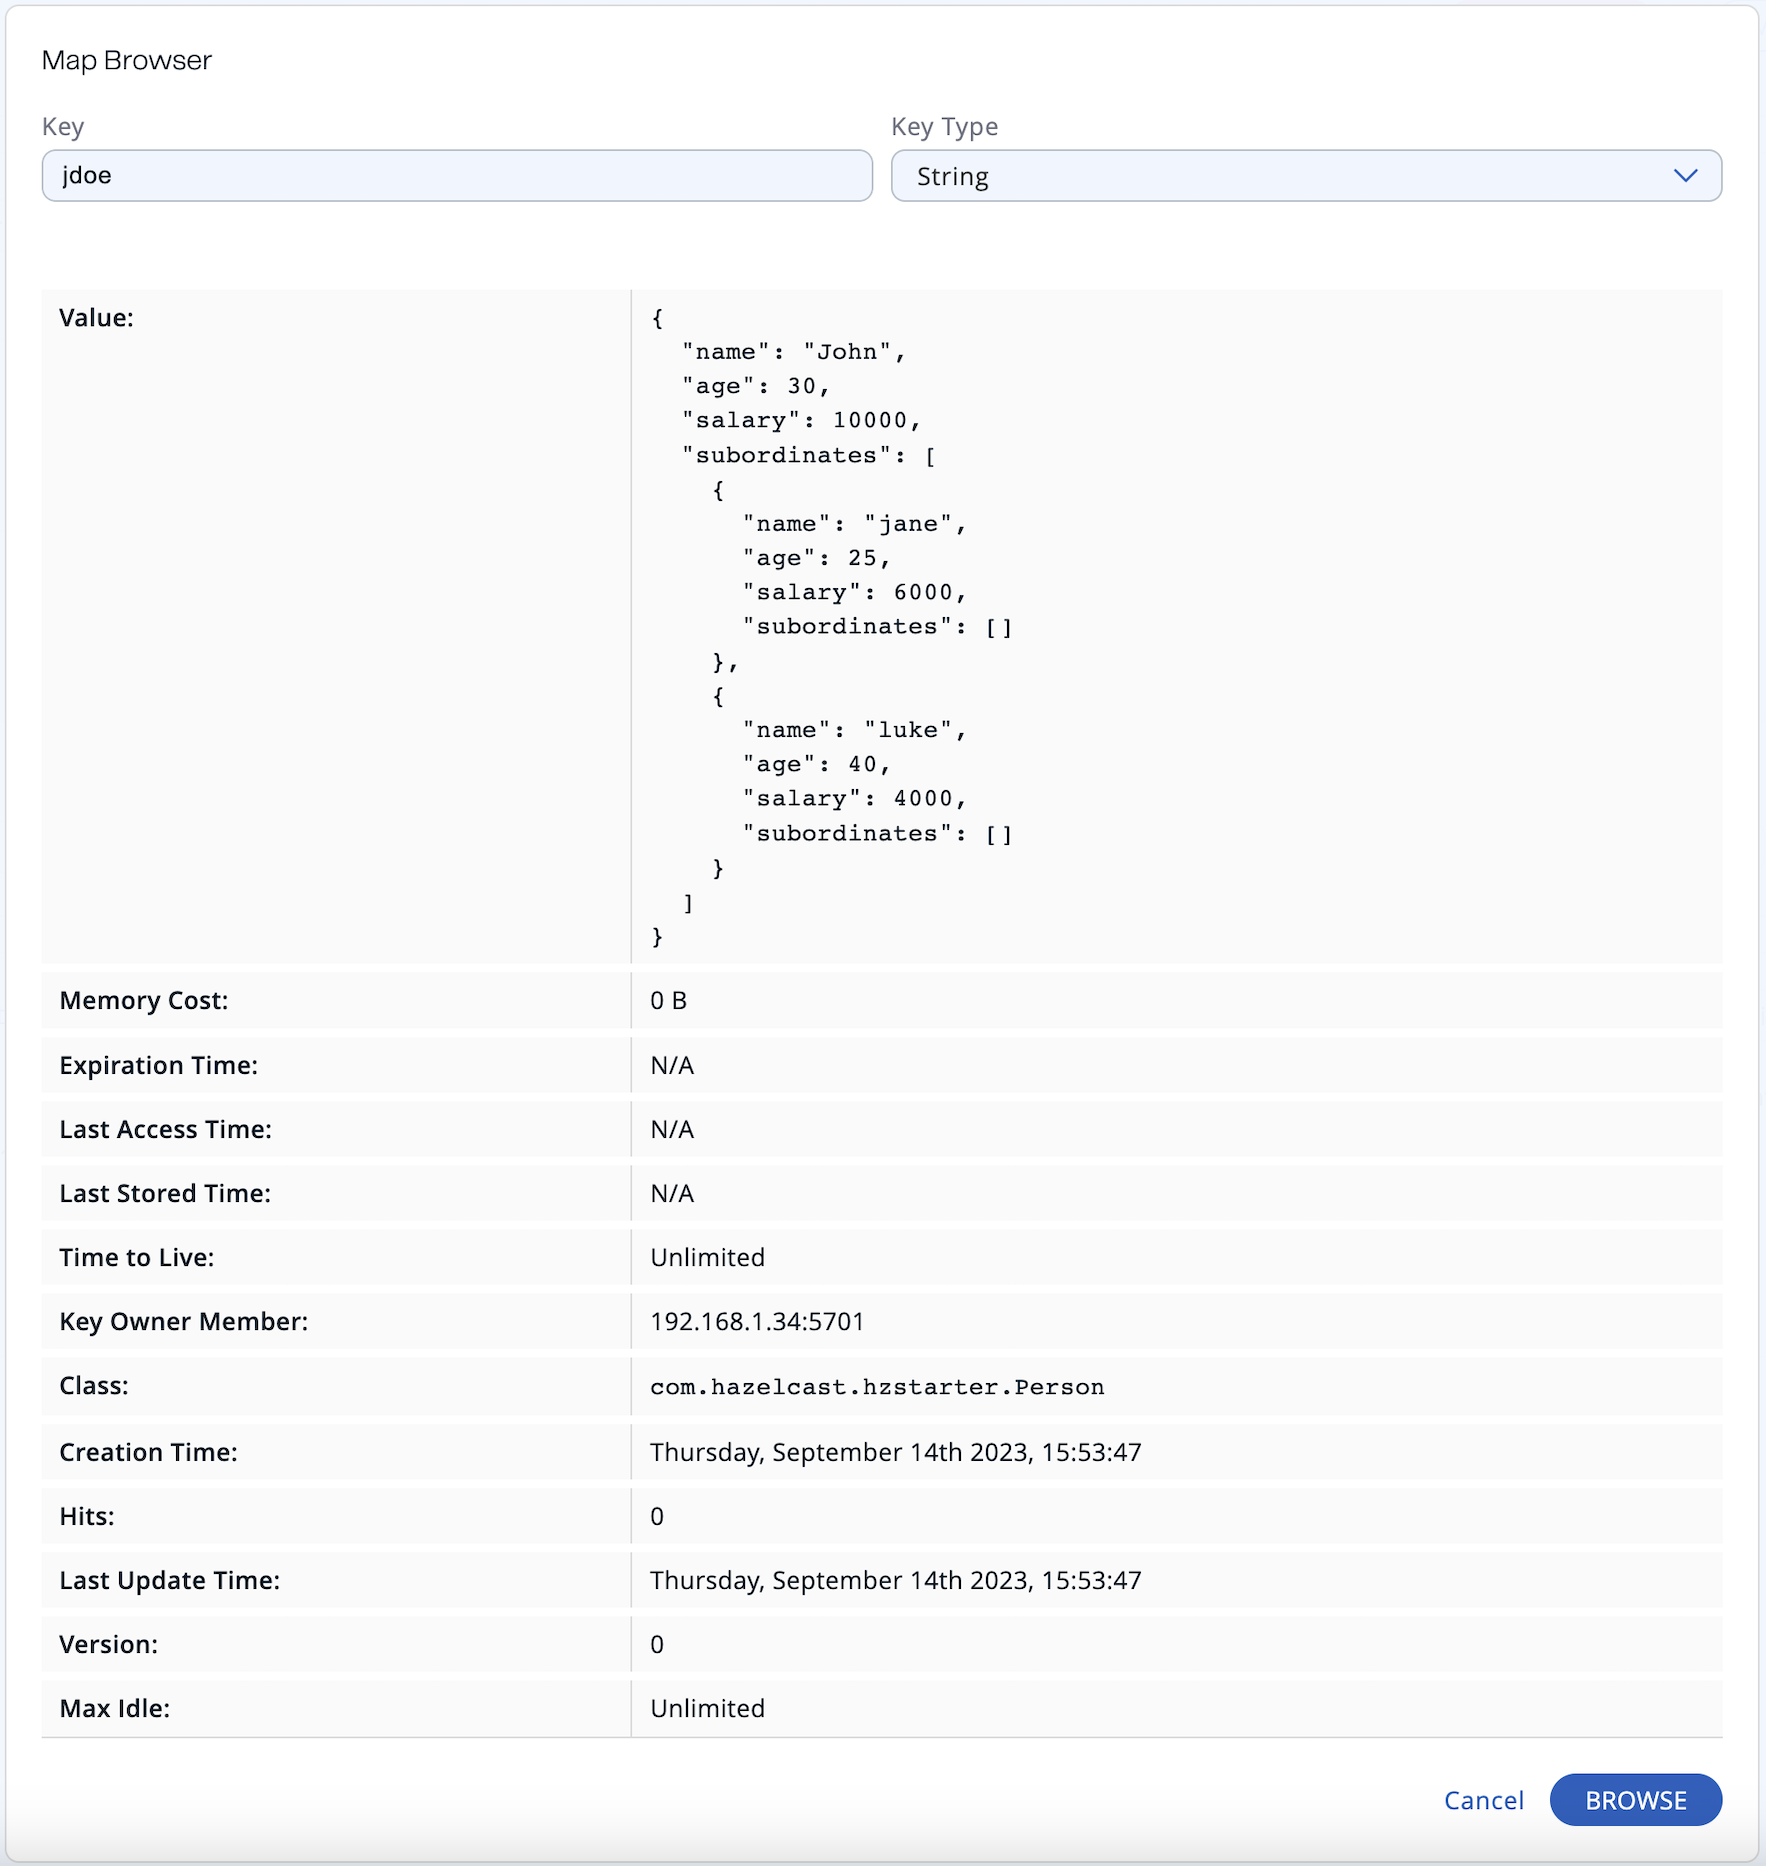 Map Browser
Key
Key Type
jdoe
String
Value:
{
  "name": "John",
  "age": 30,
  "salary": 10000,
  "subordinates": [
    {
      "name": "jane",
      "age": 25,
      "salary": 6000,
      "subordinates": []
    },
    {
      "name": "luke",
      "age": 40,
      "salary": 4000,
      "subordinates": []
    }
  ]
}
Memory Cost: 0 B
Expiration Time: N/A
Last Access Time: N/A
Last Stored Time: N/A
Time to Live: Unlimited
Key Owner Member: 192.168.1.34:5701
Class: com.hazelcast.hzstarter.Person
Creation Time: Thursday, September 14th 2023, 15:53:47
Hits: 0
Last Update Time: Thursday, September 14th 2023, 15:53:47
Version: 0
Max Idle: Unlimited
Cancel BROWSE